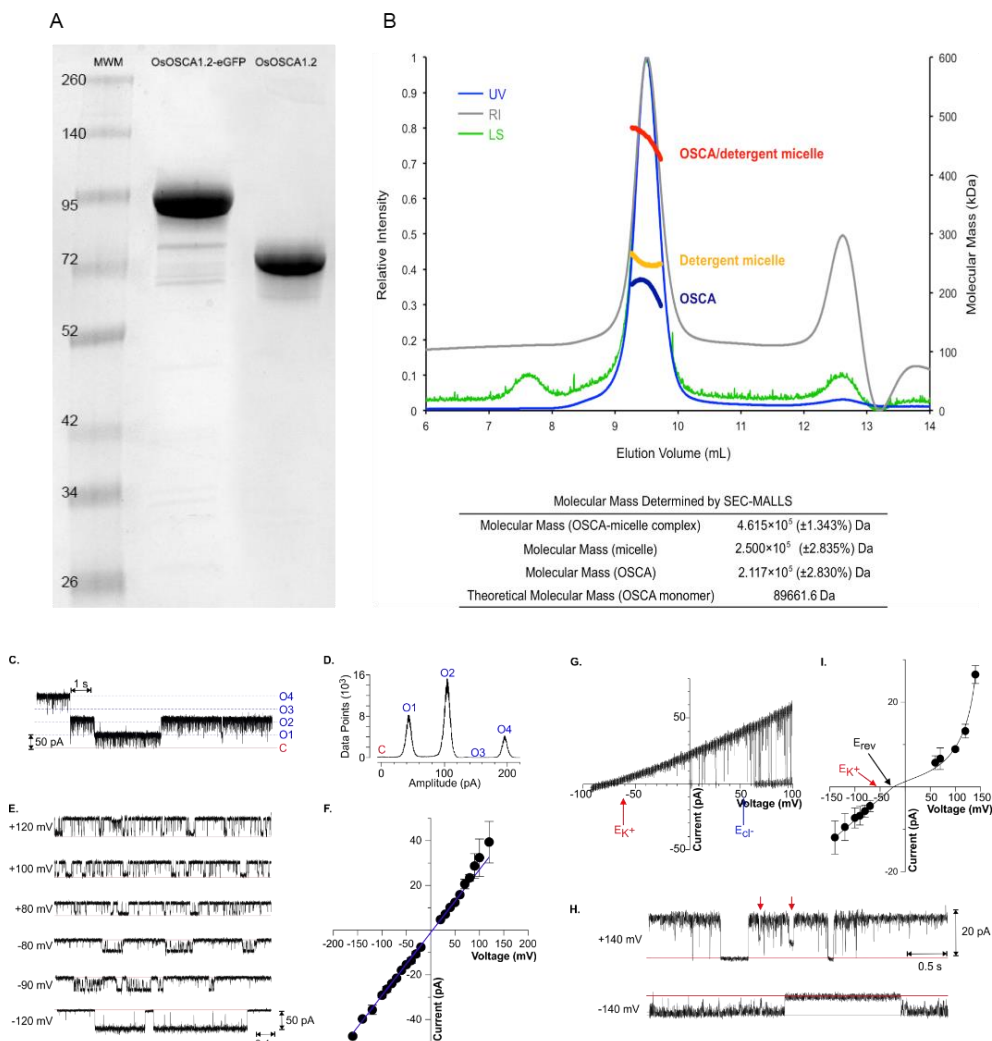 A
MWM OsOSCA1.2-eGFP OsOSCA1.2
260
140
95
72
52
42
34
26
B
UV
RI
LS
OSCA/detergent micelle
Detergent micelle
OSCA
Relative Intensity
1
0.9
0.8
0.7
0.6
0.5
0.4
0.3
0.2
0.1
0
Molecular Mass (kDa)
600
500
400
300
200
100
0
6 7 8 9 10 11 12 13 14
Elution Volume (mL)
Molecular Mass Determined by SEC-MALLS
Molecular Mass (OSCA-micelle complex) 4.615×10⁵ (±1.343%) Da
Molecular Mass (micelle) 2.500×10⁵ (±2.835%) Da
Molecular Mass (OSCA) 2.117×10⁵ (±2.830%) Da
Theoretical Molecular Mass (OSCA monomer) 89661.6 Da
C.
1 s
O4
O3
O2
O1
C
50 pA
D.
Data Points (10³)
16
12
8
4
0
C O1 O2 O3 O4
0 100 200
Amplitude (pA)
E.
+120 mV
+100 mV
+80 mV
-80 mV
-90 mV
-120 mV
50 pA
F.
40
20
-20
-40
-200 -150 -100 -50 0 50 100 150 200
Voltage (mV)
Current (pA)
G.
50
-50
-100 -50 50 100
Voltage (mV)
Current (pA)
E_K+
E_cl-
H.
+140 mV
20 pA
0.5 s
-140 mV
I.
20
-20
-150 -100 -50 50 100 150
Voltage (mV)
Current (pA)
E_rev
E_K+